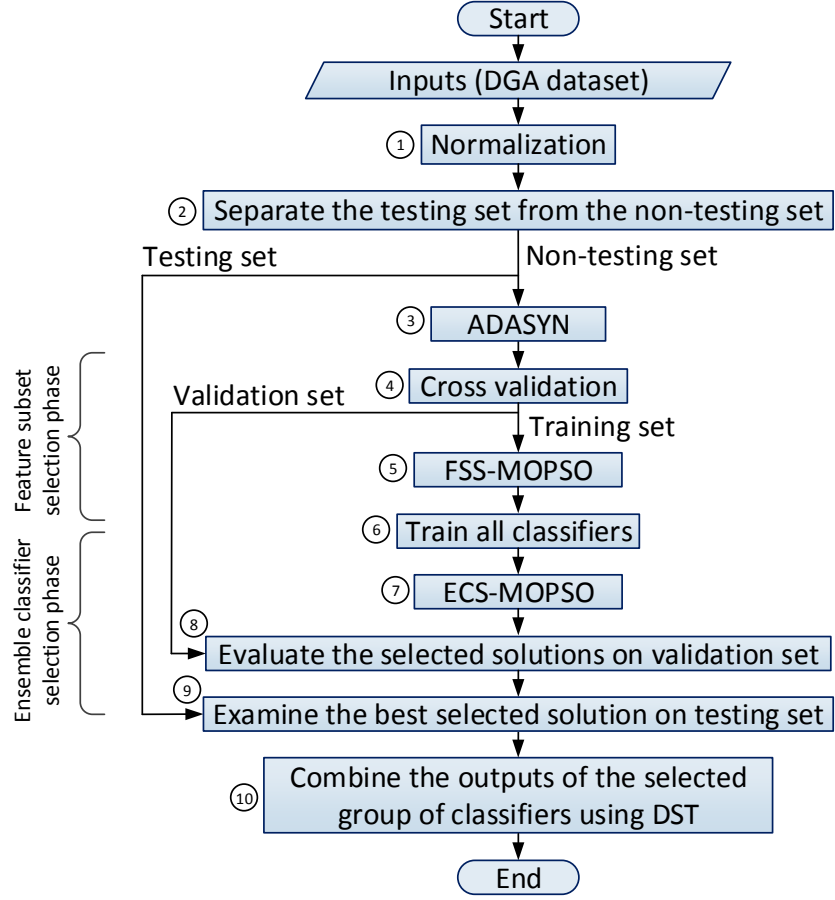 Start
Inputs (DGA dataset)
1 Normalization
2 Separate the testing set from the non-testing set
Testing set
Non-testing set
3 ADASYN
4 Cross validation
Validation set
Training set
5 FSS-MOPSO
6 Train all classifiers
7 ECS-MOPSO
8 Evaluate the selected solutions on validation set
9 Examine the best selected solution on testing set
10 Combine the outputs of the selected
group of classifiers using DST
End
Feature subset
selection phase
Ensemble classifier
selection phase